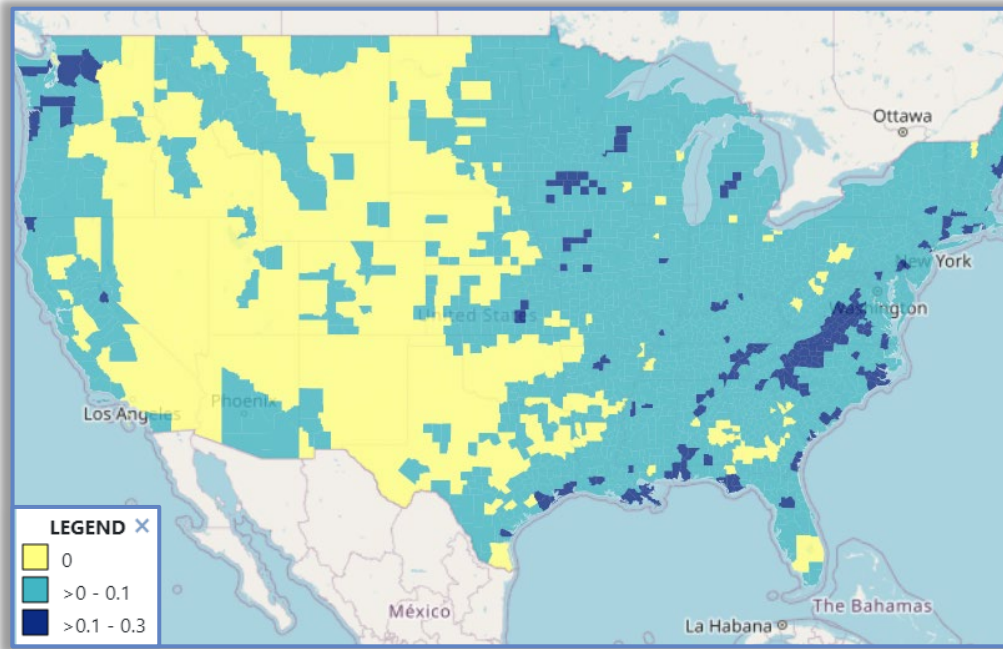 Ottawa
New York
Washington
United States
Los Angeles
Phoenix
LEGEND ×
0
>0 - 0.1
>0.1 - 0.3
México
The Bahamas
La Habana